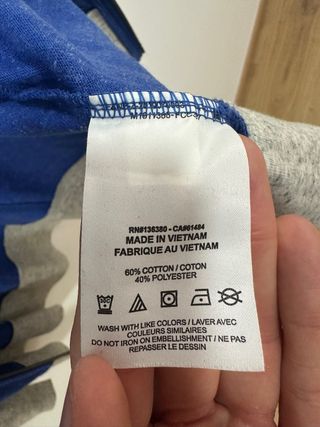 RN#136380 - CA#61494
MADE IN VIETNAM
FABRIQUE AU VIETNAM
60% COTTON / COTON
40% POLYESTER
WASH WITH LIKE COLORS / LAVER AVEC
COULEURS SIMILAIRES
DO NOT IRON ON EMBELLISHMENT / NE PAS
REPASSER LE DESSIN